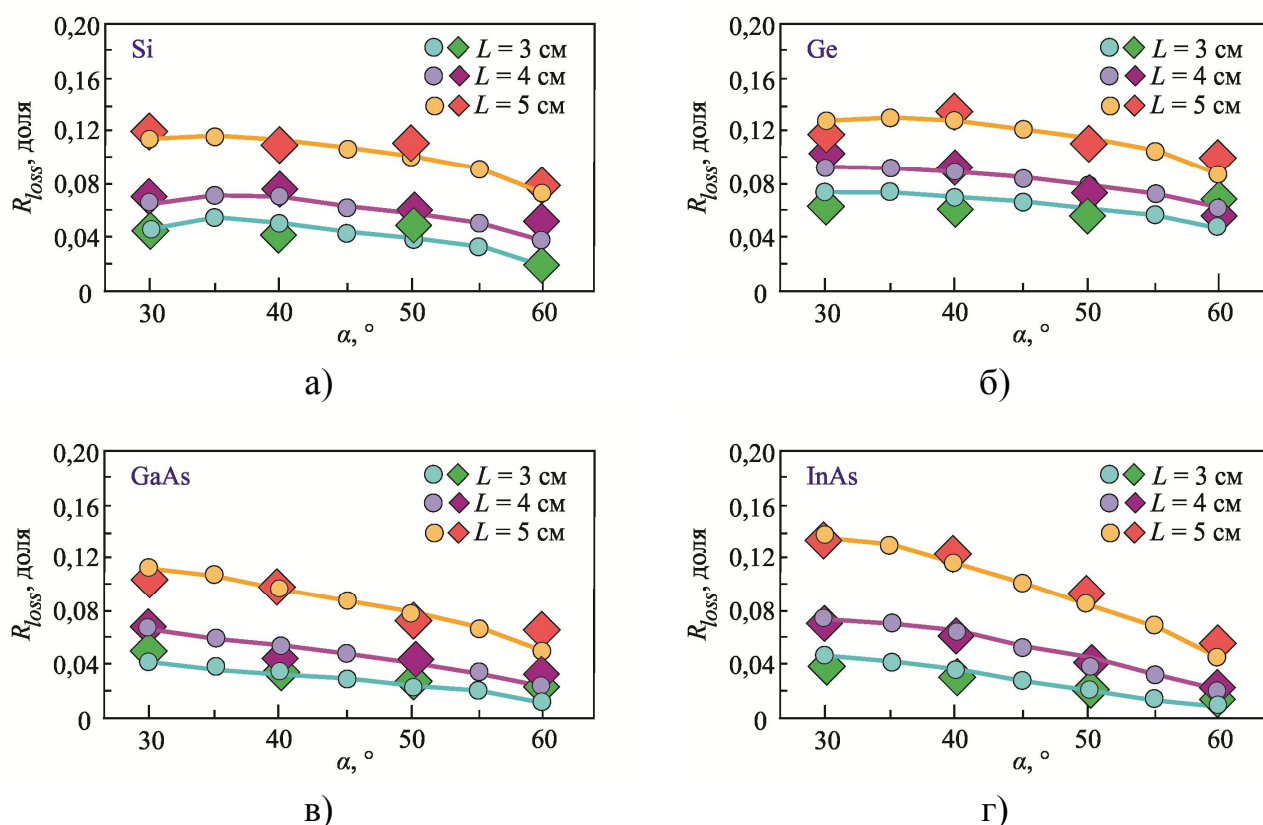 0,20
0,16
0,12
0,08
0,04
0
R_loss, доля
Si
L = 3 см
L = 4 см
L = 5 см
30 40 50 60
α, °
а)
0,20
0,16
0,12
0,08
0,04
0
R_loss, доля
Ge
L = 3 см
L = 4 см
L = 5 см
30 40 50 60
α, °
б)
0,20
0,16
0,12
0,08
0,04
0
R_loss, доля
GaAs
L = 3 см
L = 4 см
L = 5 см
30 40 50 60
α, °
в)
0,20
0,16
0,12
0,08
0,04
0
R_loss, доля
InAs
L = 3 см
L = 4 см
L = 5 см
30 40 50 60
α, °
г)